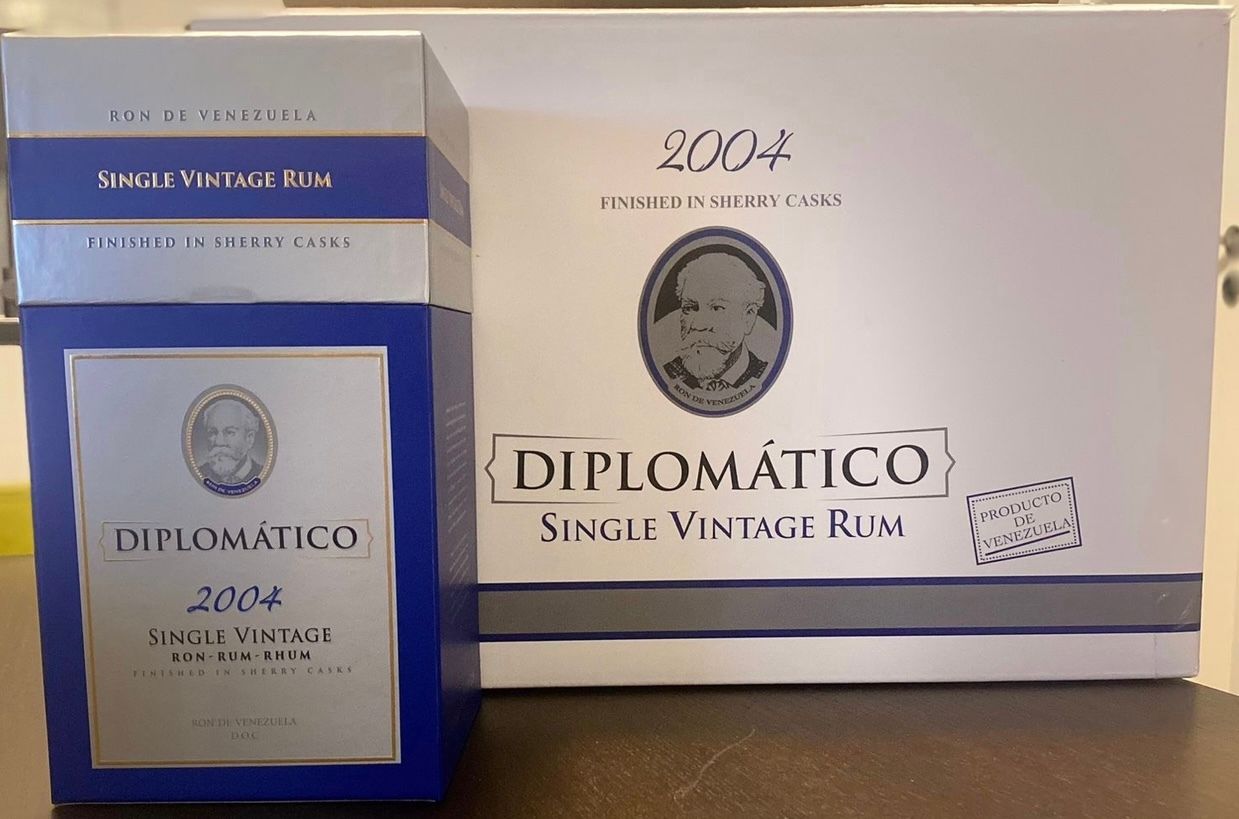 RON DE VENEZUELA
SINGLE VINTAGE RUM
FINISHED IN SHERRY CASKS
RON DE VENEZUELA
DIPLOMÁTICO
2004
SINGLE VINTAGE
RON-RUM-RHUM
FINISHED IN SHERRY CASKS
RON DE VENEZUELA
D.O.C
2004
FINISHED IN SHERRY CASKS
RON DE VENEZUELA
DIPLOMÁTICO
SINGLE VINTAGE RUM
PRODUCTO
DE
VENEZUELA